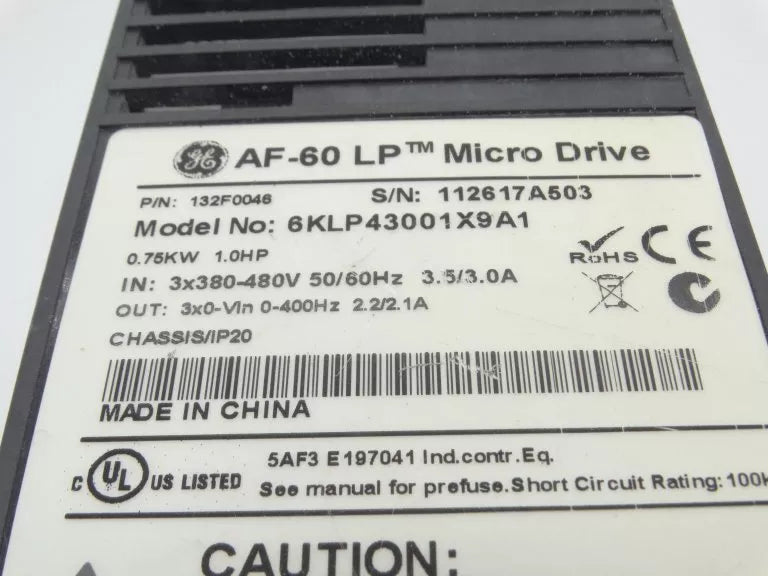 GE AF-60 LP™ Micro Drive
P/N: 132F0046 S/N: 112617A503
Model No: 6KLP43001X9A1
0.75KW 1.0HP
IN: 3x380-480V 50/60Hz 3.5/3.0A
OUT: 3x0-Vin 0-400Hz 2.2/2.1A
CHASSIS/IP20
RoHS CE
MADE IN CHINA
5AF3 E197041 Ind.contr.Eq.
C UL US LISTED
See manual for prefuse.Short Circuit Rating:100k
CAUTION: